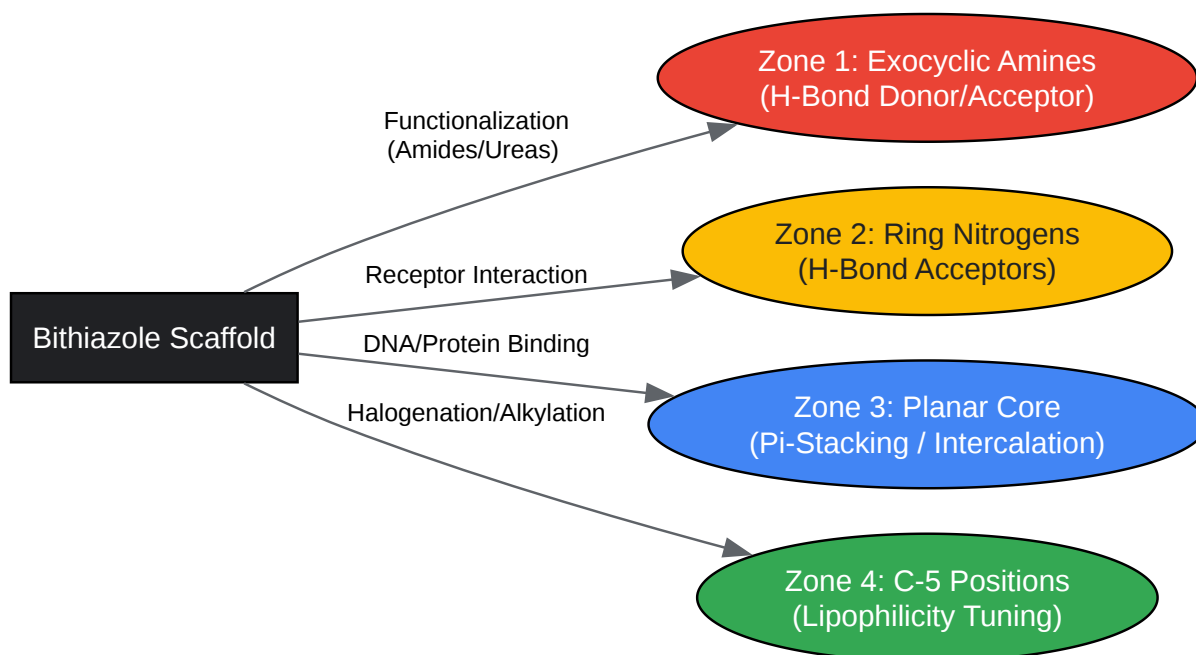 Zone 1: Exocyclic Amines
(H-Bond Donor/Acceptor)
Functionalization
(Amides/Ureas)
Zone 2: Ring Nitrogens
(H-Bond Acceptors)
Receptor Interaction
Bithiazole Scaffold
DNA/Protein Binding
Zone 3: Planar Core
(Pi-Stacking / Intercalation)
Halogenation/Alkylation
Zone 4: C-5 Positions
(Lipophilicity Tuning)